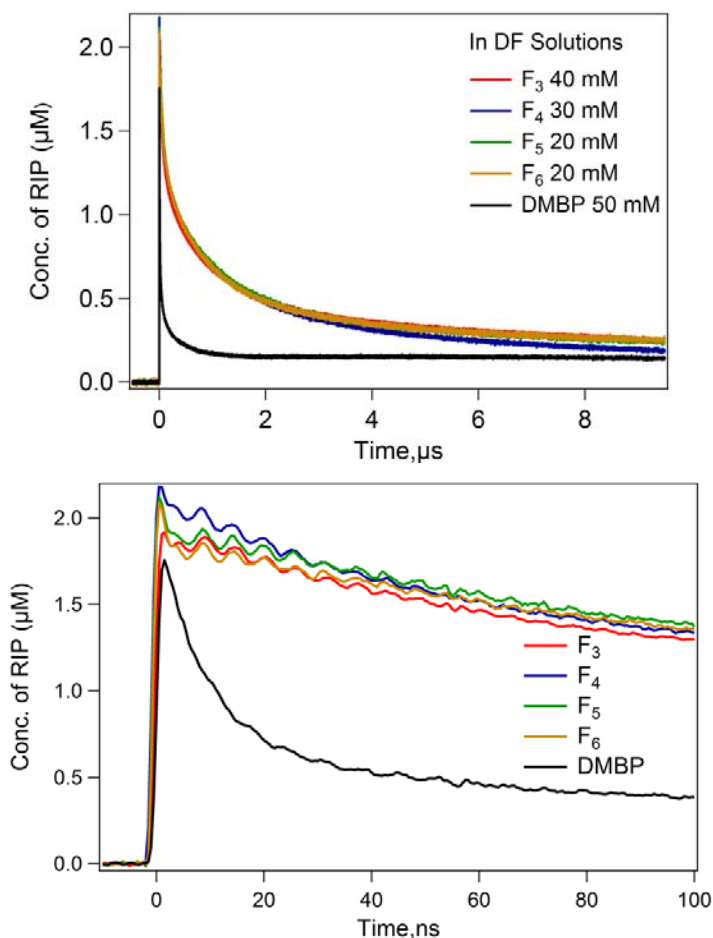 In DF Solutions
F₃ 40 mM
F₄ 30 mM
F₅ 20 mM
F₆ 20 mM
DMBP 50 mM
Conc. of RIP (µM)
2.0
1.5
1.0
0.5
0.0
0 2 4 6 8
Time,µs
Conc. of RIP (µM)
2.0
1.5
1.0
0.5
0.0
F₃
F₄
F₅
F₆
DMBP
0 20 40 60 80 100
Time,ns